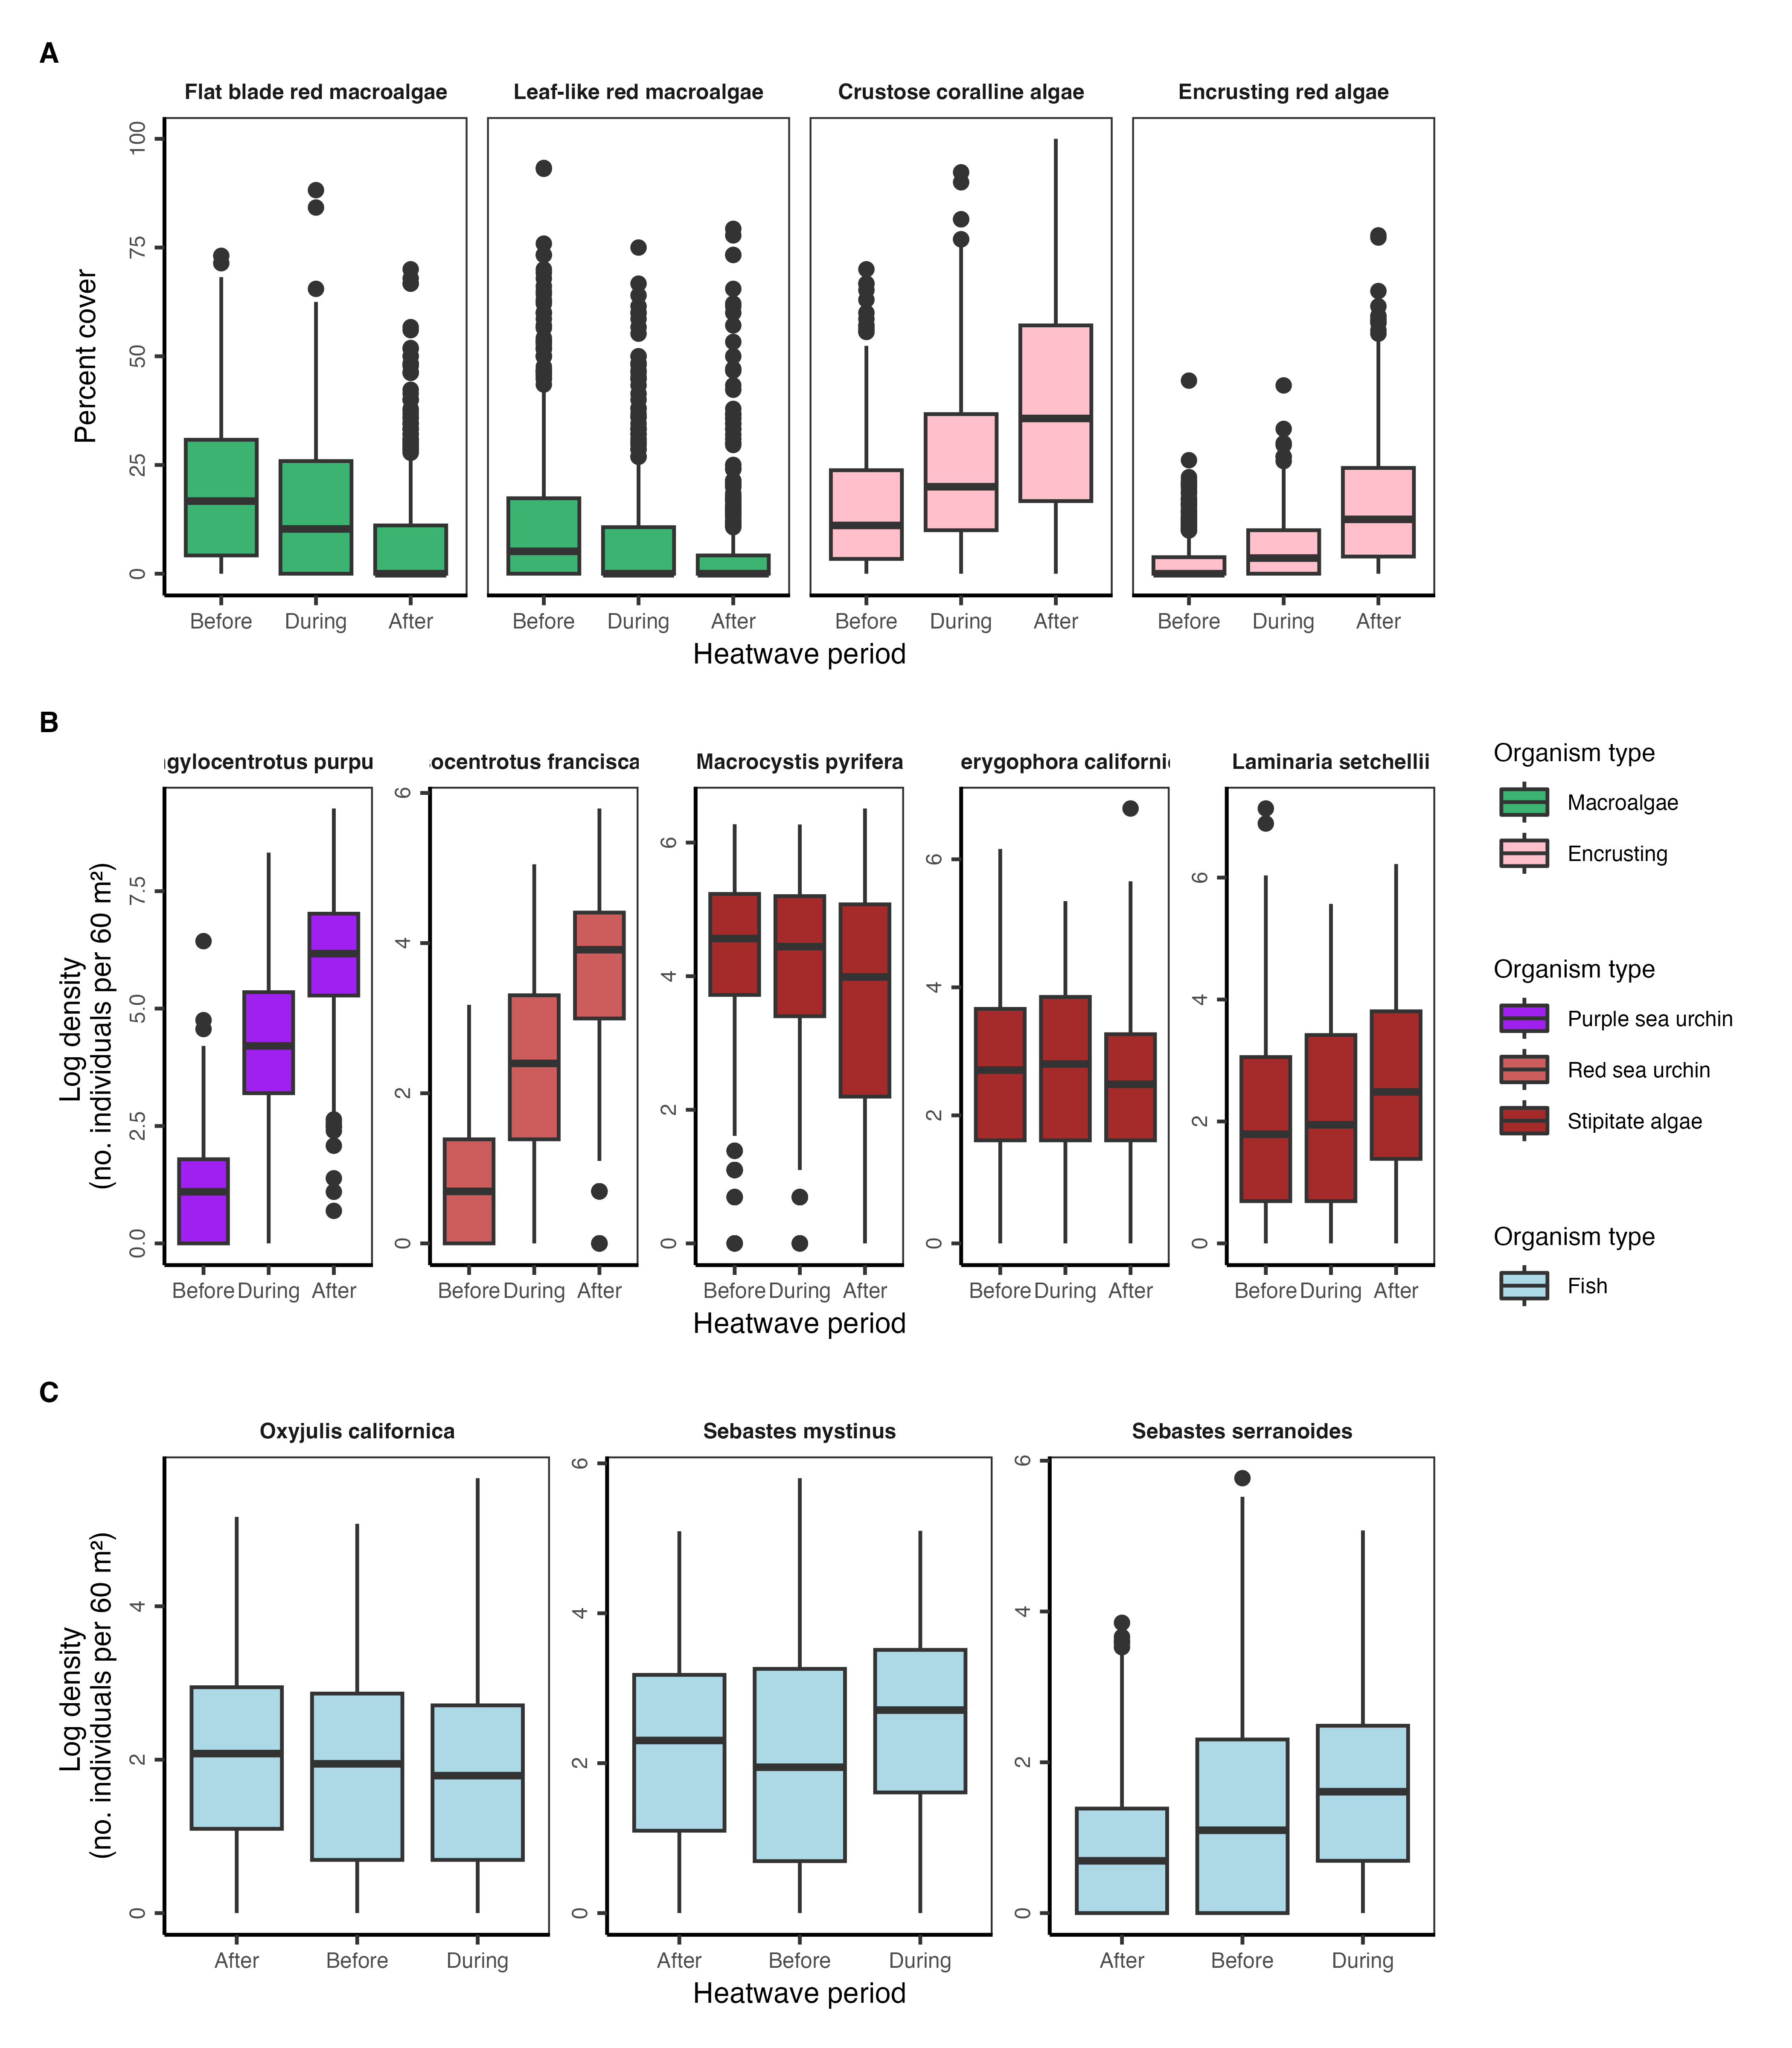 A
Flat blade red macroalgae
Leaf-like red macroalgae
Crustose coralline algae
Encrusting red algae
Percent cover
100
75
50
25
0
Before During After
Before During After
Before During After
Before During After
Heatwave period
B
gylocentrotus purpu
ocentrotus francisca
Macrocystis pyrifera
erygophora californi
Laminaria setchellii
Log density
(no. individuals per 60 m²)
7.5
5.0
2.5
0.0
6
4
2
0
6
4
2
0
6
4
2
0
6
4
2
0
Before During After
Before During After
Before During After
Before During After
Before During After
Heatwave period
Organism type
Macroalgae
Encrusting
Organism type
Purple sea urchin
Red sea urchin
Stipitate algae
Organism type
Fish
C
Oxyjulis californica
Sebastes mystinus
Sebastes serranoides
Log density
(no. individuals per 60 m²)
4
2
0
6
4
2
0
6
4
2
0
After Before During
After Before During
After Before During
Heatwave period